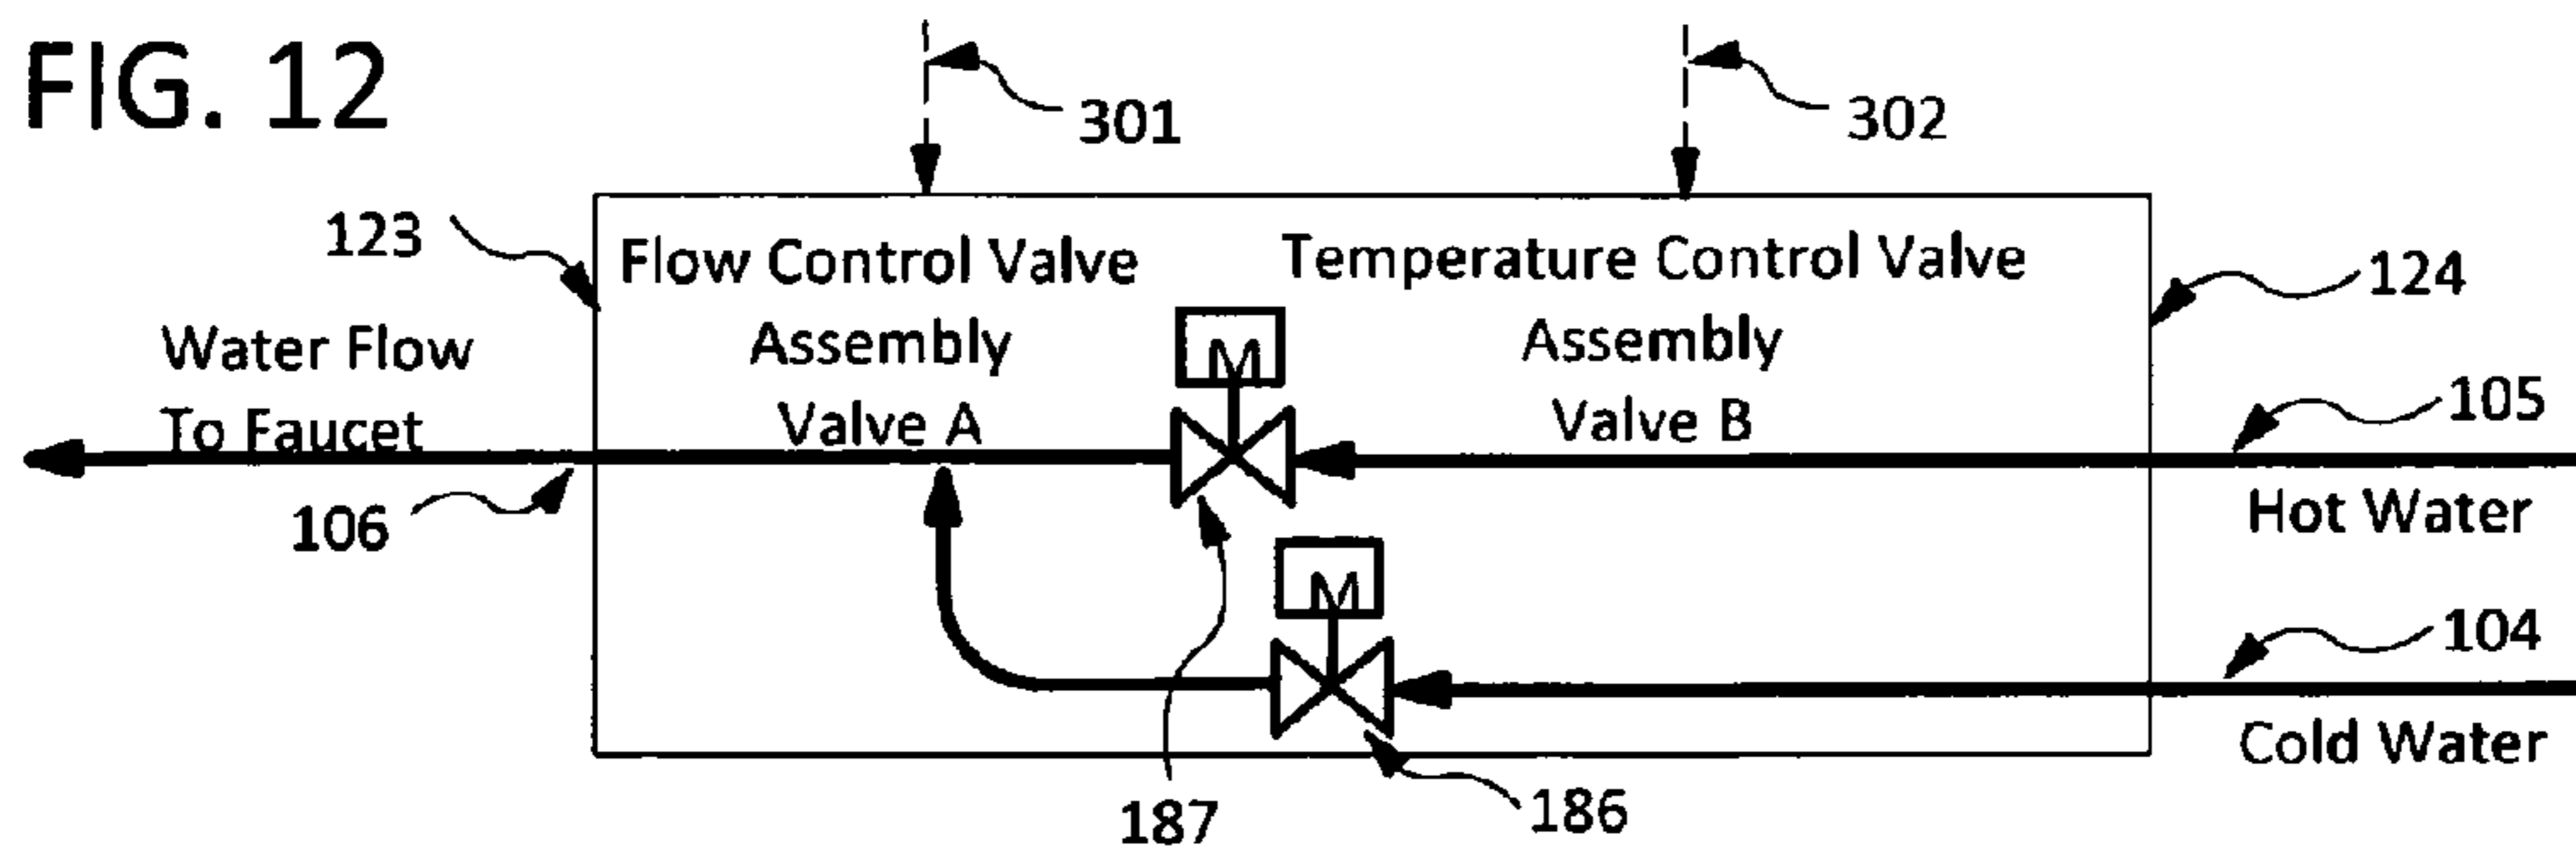 FIG. 12
301
302
123
Flow Control Valve
Assembly
Valve A
Temperature Control Valve
Assembly
Valve B
124
Water Flow
To Faucet
M
105
106
Hot Water
M
104
Cold Water
187
186